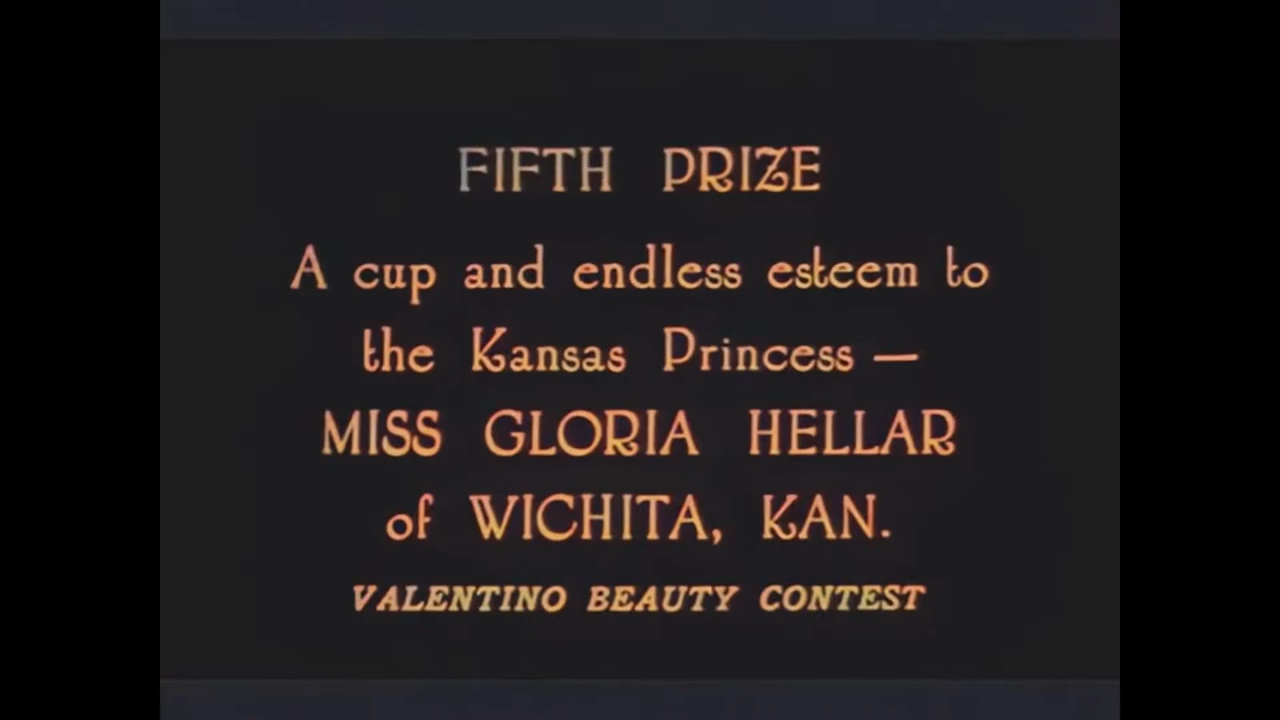 FIFTH PRIZE
A cup and endless esteem to
the Kansas Princess —
MISS GLORIA HELLAR
of WICHITA, KAN.
VALENTINO BEAUTY CONTEST